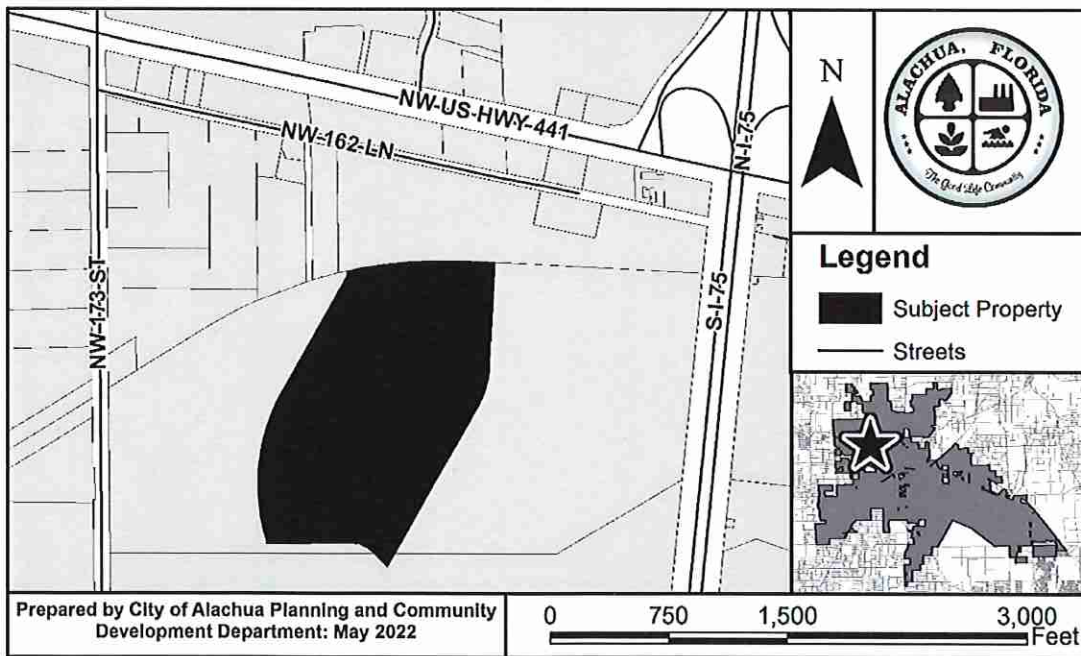 NW-US-HWY-441
NW-162-LN
N-I-75
NW-173-ST
S-I-75
N
ALACHUA, FLORIDA
The Good Life Community
Legend
Subject Property
Streets
Prepared by City of Alachua Planning and Community
Development Department: May 2022
0 750 1,500 3,000
Feet